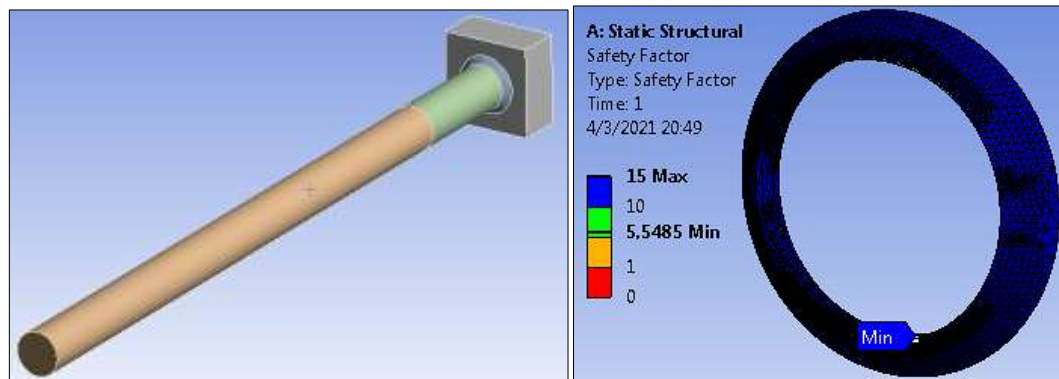 A: Static Structural
Safety Factor
Type: Safety Factor
Time: 1
4/3/2021 20:49
15 Max
10
5,5485 Min
1
0
Min